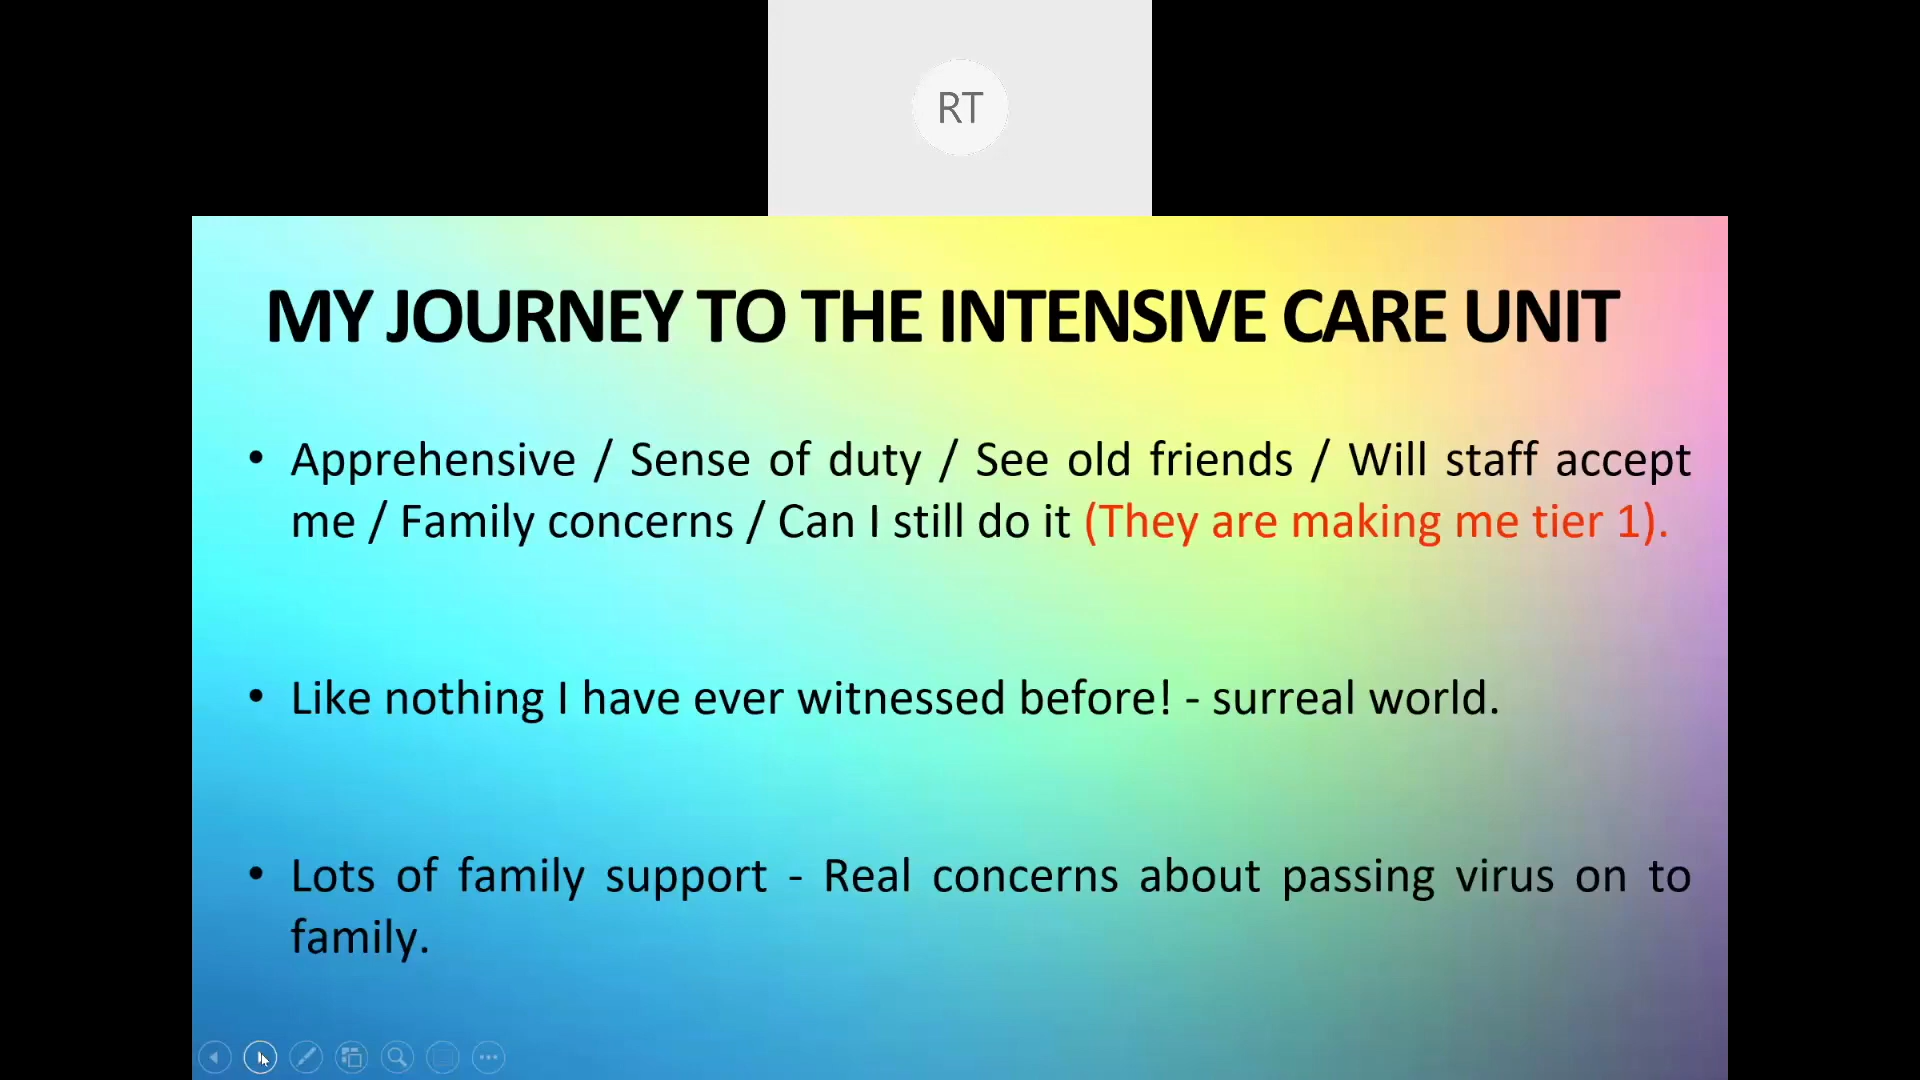 RT
MY JOURNEY TO THE INTENSIVE CARE UNIT
• Apprehensive / Sense of duty / See old friends / Will staff accept
me / Family concerns / Can I still do it (They are making me tier 1).
• Like nothing I have ever witnessed before! - surreal world.
• Lots of family support - Real concerns about passing virus on to
family.